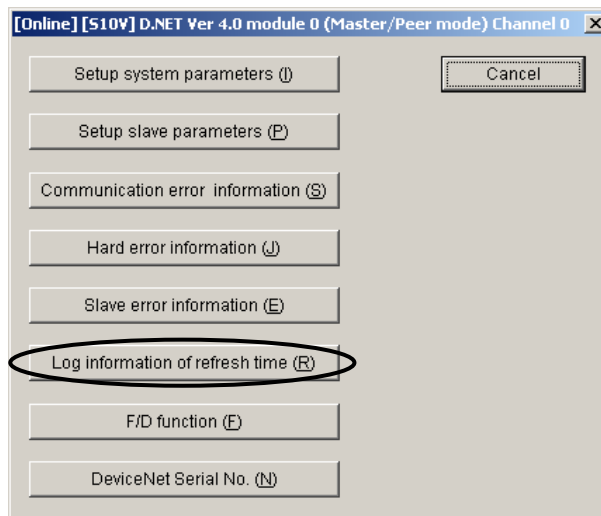 [Online] [S10V] D.NET Ver 4.0 module 0 (Master/Peer mode) Channel 0
Setup system parameters (I)
Cancel
Setup slave parameters (P)
Communication error information (S)
Hard error information (J)
Slave error information (E)
Log information of refresh time (R)
F/D function (F)
DeviceNet Serial No. (N)